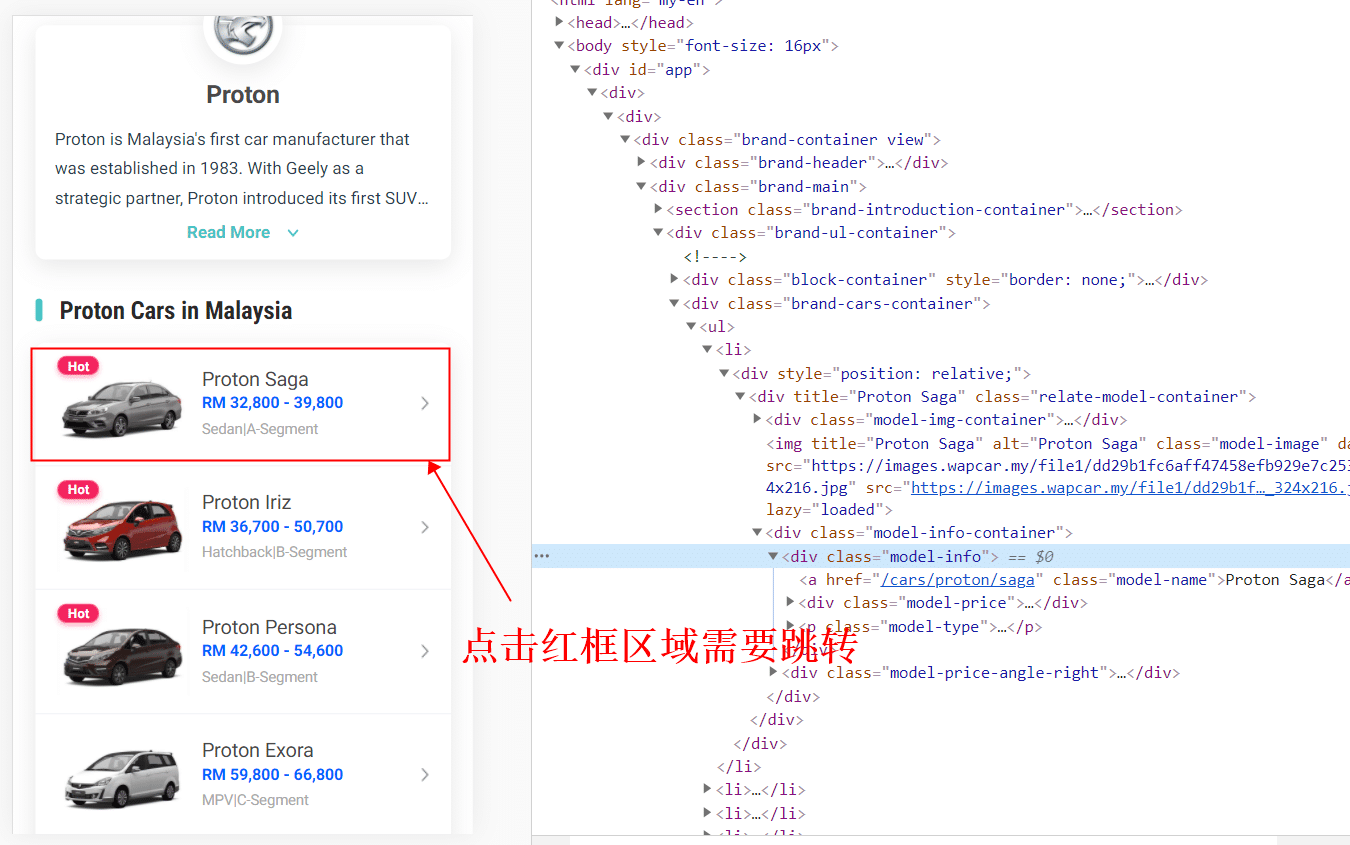 Proton
Proton is Malaysia's first car manufacturer that
was established in 1983. With Geely as a
strategic partner, Proton introduced its first SUV...
Read More
Proton Cars in Malaysia
Hot
Proton Saga
RM 32,800 - 39,800
Sedan|A-Segment
Hot
Proton Iriz
RM 36,700 - 50,700
Hatchback|B-Segment
Hot
Proton Persona
RM 42,600 - 54,600
Sedan|B-Segment
Proton Exora
RM 59,800 - 66,800
MPV|C-Segment
点击红框区域需要跳转
<html lang="my-en">
<head>…</head>
<body style="font-size: 16px">
<div id="app">
<div>
<div>
<div class="brand-container view">
<div class="brand-header">…</div>
<div class="brand-main">
<section class="brand-introduction-container">…</section>
<div class="brand-ul-container">
<!---->
<div class="block-container" style="border: none;">…</div>
<div class="brand-cars-container">
<ul>
<li>
<div style="position: relative;">
<div title="Proton Saga" class="relate-model-container">
<div class="model-img-container">…</div>
<img title="Proton Saga" alt="Proton Saga" class="model-image" da
src="https://images.wapcar.my/file1/dd29b1fc6aff47458efb929e7c253
4x216.jpg" src="https://images.wapcar.my/file1/dd29b1f…_324x216.j
lazy="loaded">
<div class="model-info-container">
… <div class="model-info"> == $0
<a href="/cars/proton/saga" class="model-name">Proton Saga</a
<div class="model-price">…</div>
<p class="model-type">…</p>
</div>
<div class="model-price-angle-right">…</div>
</div>
</div>
</div>
</li>
<li>…</li>
<li>…</li>
<li>…</li>